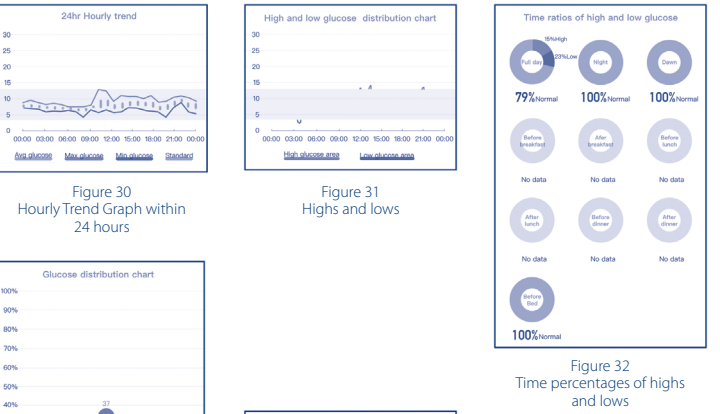 24hr Hourly trend
30
25
20
15
10
5
0
00:00 03:00 06:00 09:00 12:00 15:00 18:00 21:00 00:00
Avg glucose Max glucose Min glucose Standard
Figure 30
Hourly Trend Graph within
24 hours
High and low glucose distribution chart
30
25
20
15
10
5
0
00:00 03:00 06:00 09:00 12:00 15:00 18:00 21:00 00:00
High glucose area Low glucose area
Figure 31
Highs and lows
Time ratios of high and low glucose
15%High
23%Low
Full day Night Dawn
79%Normal 100%Normal 100%Normal
Before breakfast After breakfast Before lunch
No data No data No data
After lunch Before dinner After dinner
No data No data No data
Before Bed
100%Normal
Figure 32
Time percentages of highs
and lows
Glucose distribution chart
100%
90%
80%
70%
60%
50%
40%
37